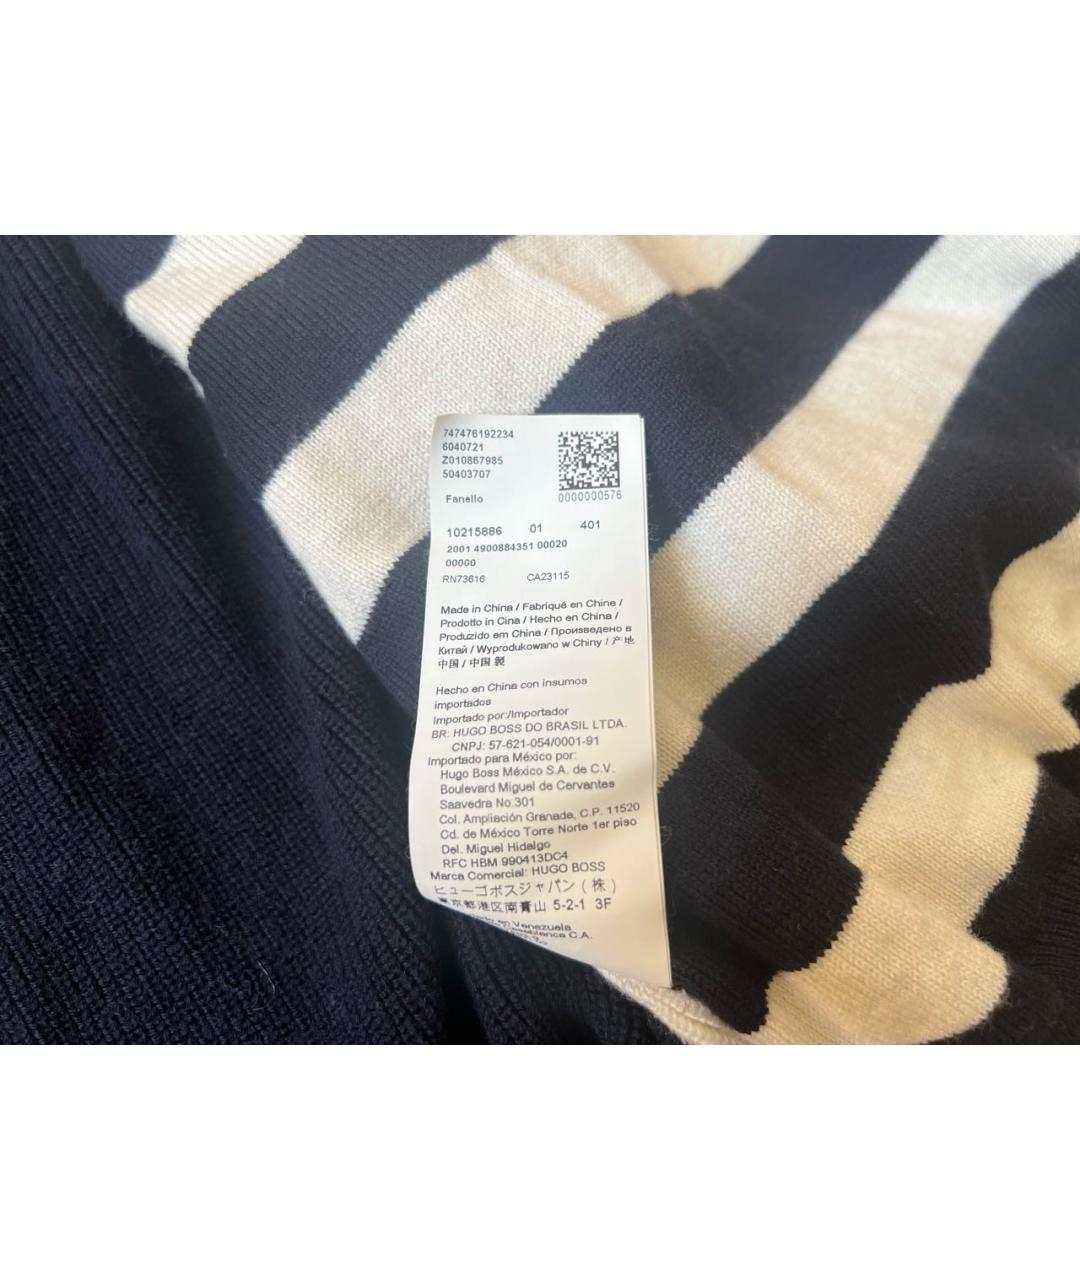 747476192234
6040721
Z010867985
50403707
Fanello
0000000576
10215886 01 401
2001 4900884351 00020
00000
RN73616 CA23115
Made in China / Fabriqué en Chine /
Prodotto in Cina / Hecho en China /
Produzido em China / Произведено в
Китай / Wyprodukowano w Chiny / 产地
中国 / 中国 製
Hecho en China con insumos
importados
Importado por:/Importador
BR: HUGO BOSS DO BRASIL LTDA.
CNPJ: 57-621-054/0001-91
Importado para México por:
Hugo Boss México S.A. de C.V.
Boulevard Miguel de Cervantes
Saavedra No.301
Col. Ampliación Granada, C.P. 11520
Cd. de México Torre Norte 1er piso
Del. Miguel Hidalgo
RFC HBM 990413DC4
Marca Comercial: HUGO BOSS
ヒューゴボスジャパン (株)
東京都港区南青山 5-2-1 3F
en Venezuela
Casablanca C.A.